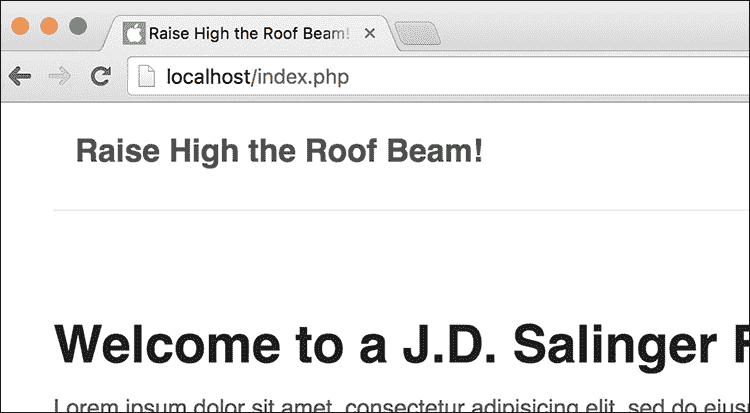 Raise High the Roof Beam!
localhost/index.php
Raise High the Roof Beam!
Welcome to a J.D. Salinger
Lorem ipsum dolor sit amet, consectetur adipisicing elit, sed do eius